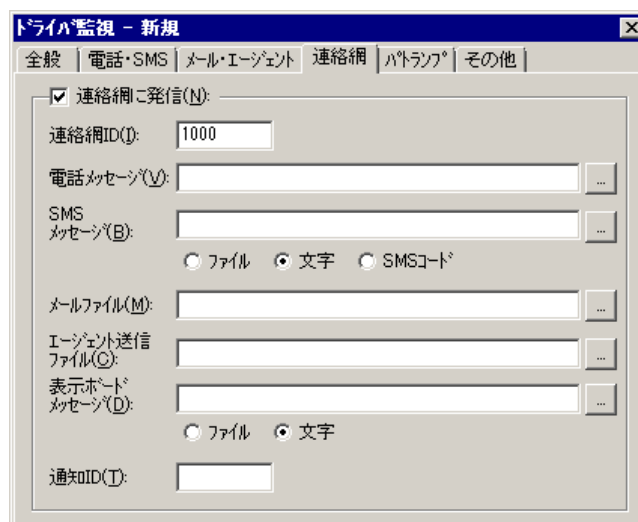 ﾄﾞﾗｲﾊﾞ監視 － 新規
全般 電話・SMS ﾒｰﾙ・ｴｰｼﾞｪﾝﾄ 連絡網 ﾊﾟﾄﾗﾝﾌﾟ その他
連絡網に発信(N):
連絡網ID(I): 1000
電話ﾒｯｾｰｼﾞ(V): ...
SMS
ﾒｯｾｰｼﾞ(B): ...
ﾌｧｲﾙ 文字 SMSｺｰﾄﾞ
ﾒｰﾙﾌｧｲﾙ(M): ...
ｴｰｼﾞｪﾝﾄ送信
ﾌｧｲﾙ(C): ...
表示ﾎﾞｰﾄﾞ
ﾒｯｾｰｼﾞ(D): ...
ﾌｧｲﾙ 文字
通知ID(T):